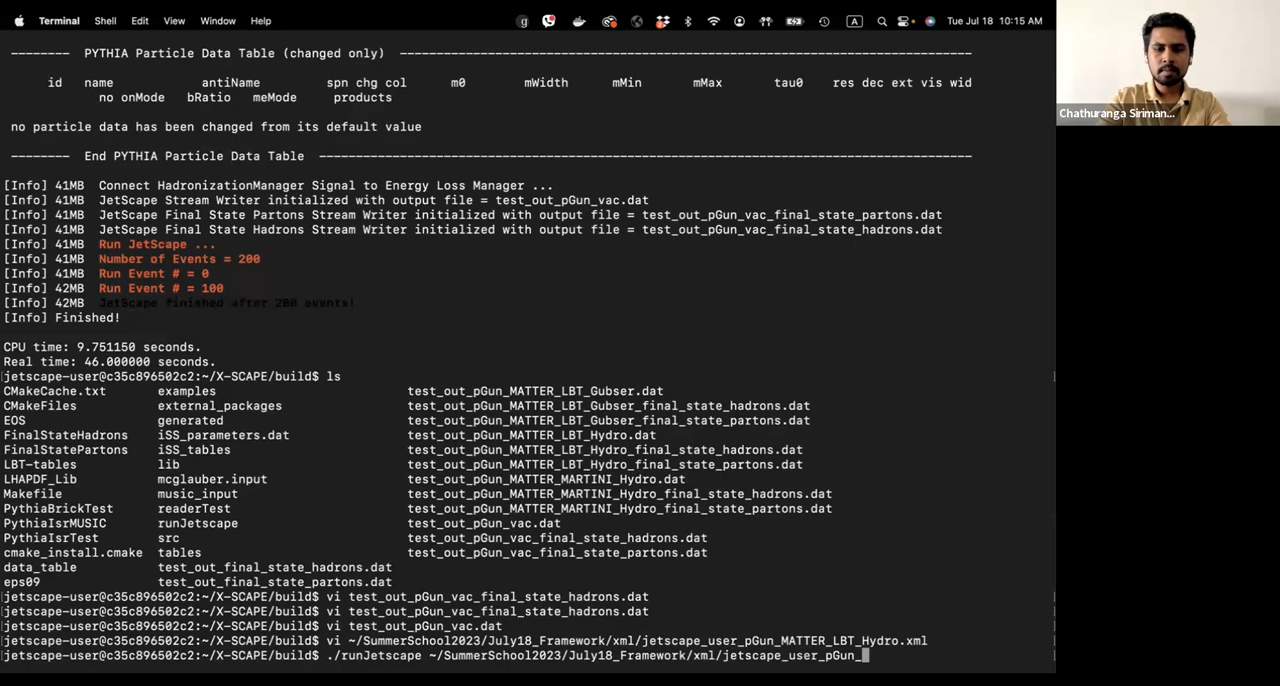 Terminal Shell Edit View Window Help g A Tue Jul 18 10:15 AM
-------- PYTHIA Particle Data Table (changed only) ------------------------------------------------------------------------------
id name antiName spn chg col m0 mWidth mMin mMax tau0 res dec ext vis wid
no onMode bRatio meMode products
no particle data has been changed from its default value
-------- End PYTHIA Particle Data Table -----------------------------------------------------------------------------------------
[Info] 41MB Connect HadronizationManager Signal to Energy Loss Manager ...
[Info] 41MB JetScape Stream Writer initialized with output file = test_out_pGun_vac.dat
[Info] 41MB JetScape Final State Partons Stream Writer initialized with output file = test_out_pGun_vac_final_state_partons.dat
[Info] 41MB JetScape Final State Hadrons Stream Writer initialized with output file = test_out_pGun_vac_final_state_hadrons.dat
[Info] 41MB Run JetScape ...
[Info] 41MB Number of Events = 200
[Info] 41MB Run Event # = 0
[Info] 42MB Run Event # = 100
[Info] 42MB JetScape finished after 200 events!
[Info] Finished!
CPU time: 9.751150 seconds.
Real time: 46.000000 seconds.
jetscape-user@c35c896502c2:~/X-SCAPE/build$ ls
CMakeCache.txt examples test_out_pGun_MATTER_LBT_Gubser.dat
CMakeFiles external_packages test_out_pGun_MATTER_LBT_Gubser_final_state_hadrons.dat
EOS generated test_out_pGun_MATTER_LBT_Gubser_final_state_partons.dat
FinalStateHadrons iSS_parameters.dat test_out_pGun_MATTER_LBT_Hydro.dat
FinalStatePartons iSS_tables test_out_pGun_MATTER_LBT_Hydro_final_state_hadrons.dat
LBT-tables lib test_out_pGun_MATTER_LBT_Hydro_final_state_partons.dat
LHAPDF_Lib mcglauber.input test_out_pGun_MATTER_MARTINI_Hydro.dat
Makefile music_input test_out_pGun_MATTER_MARTINI_Hydro_final_state_hadrons.dat
PythiaBrickTest readerTest test_out_pGun_MATTER_MARTINI_Hydro_final_state_partons.dat
PythiaIsrMUSIC runJetscape test_out_pGun_vac.dat
PythiaIsrTest src test_out_pGun_vac_final_state_hadrons.dat
cmake_install.cmake tables test_out_pGun_vac_final_state_partons.dat
data_table test_out_final_state_hadrons.dat
eps09 test_out_final_state_partons.dat
jetscape-user@c35c896502c2:~/X-SCAPE/build$ vi test_out_pGun_vac_final_state_hadrons.dat
jetscape-user@c35c896502c2:~/X-SCAPE/build$ vi test_out_pGun_vac_final_state_hadrons.dat
jetscape-user@c35c896502c2:~/X-SCAPE/build$ vi test_out_pGun_vac.dat
jetscape-user@c35c896502c2:~/X-SCAPE/build$ vi ~/SummerSchool2023/July18_Framework/xml/jetscape_user_pGun_MATTER_LBT_Hydro.xml
jetscape-user@c35c896502c2:~/X-SCAPE/build$ ./runJetscape ~/SummerSchool2023/July18_Framework/xml/jetscape_user_pGun_
Chathuranga Siriman...